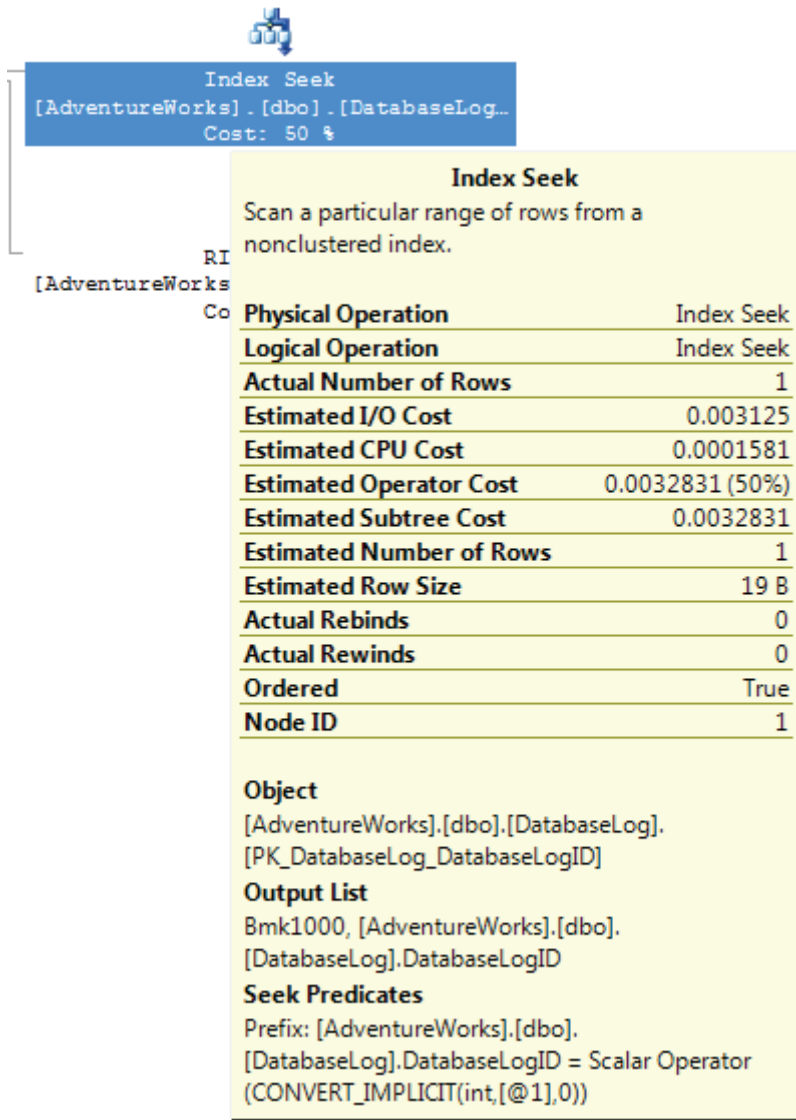 Index Seek
[AdventureWorks].[dbo].[DatabaseLog…
Cost: 50 %
RI
[AdventureWorks
Co
Index Seek
Scan a particular range of rows from a
nonclustered index.
Physical Operation Index Seek
Logical Operation Index Seek
Actual Number of Rows 1
Estimated I/O Cost 0.003125
Estimated CPU Cost 0.0001581
Estimated Operator Cost 0.0032831 (50%)
Estimated Subtree Cost 0.0032831
Estimated Number of Rows 1
Estimated Row Size 19 B
Actual Rebinds 0
Actual Rewinds 0
Ordered True
Node ID 1
Object
[AdventureWorks].[dbo].[DatabaseLog].
[PK_DatabaseLog_DatabaseLogID]
Output List
Bmk1000, [AdventureWorks].[dbo].
[DatabaseLog].DatabaseLogID
Seek Predicates
Prefix: [AdventureWorks].[dbo].
[DatabaseLog].DatabaseLogID = Scalar Operator
(CONVERT_IMPLICIT(int,[@1],0))